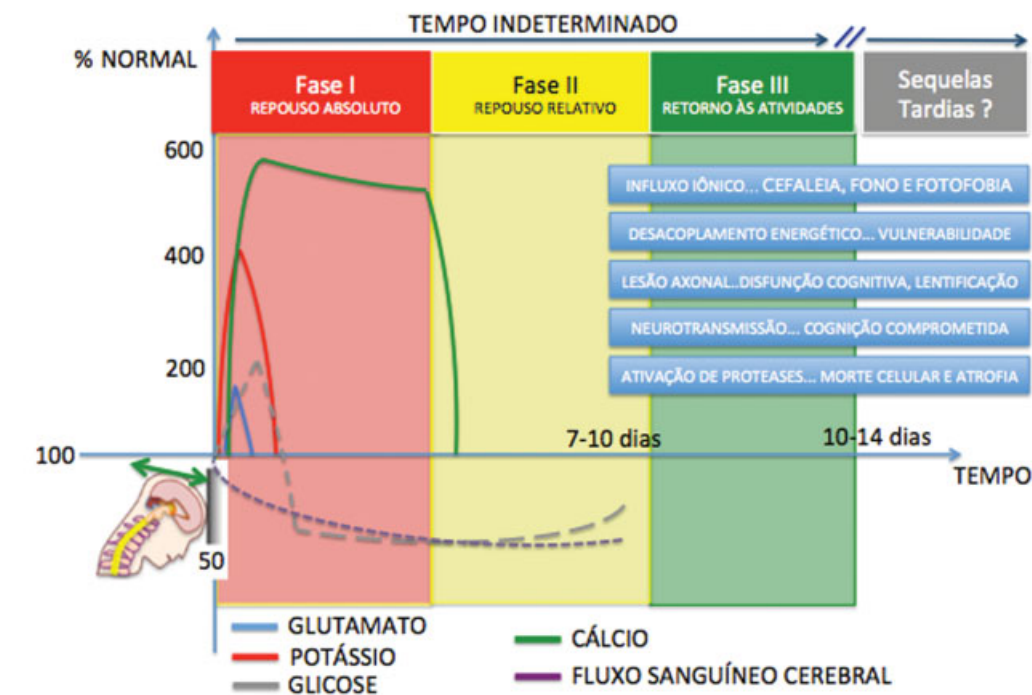 TEMPO INDETERMINADO
% NORMAL
Fase I
REPOUSO ABSOLUTO
Fase II
REPOUSO RELATIVO
Fase III
RETORNO ÀS ATIVIDADES
Sequelas
Tardias ?
600
400
200
100
50
INFLUXO IÔNICO... CEFALEIA, FONO E FOTOFOBIA
DESACOPLAMENTO ENERGÉTICO... VULNERABILIDADE
LESÃO AXONAL..DISFUNÇÃO COGNITIVA, LENTIFICAÇÃO
NEUROTRANSMISSÃO... COGNIÇÃO COMPROMETIDA
ATIVAÇÃO DE PROTEASES... MORTE CELULAR E ATROFIA
7-10 dias
10-14 dias
TEMPO
GLUTAMATO
POTÁSSIO
GLICOSE
CÁLCIO
FLUXO SANGUÍNEO CEREBRAL